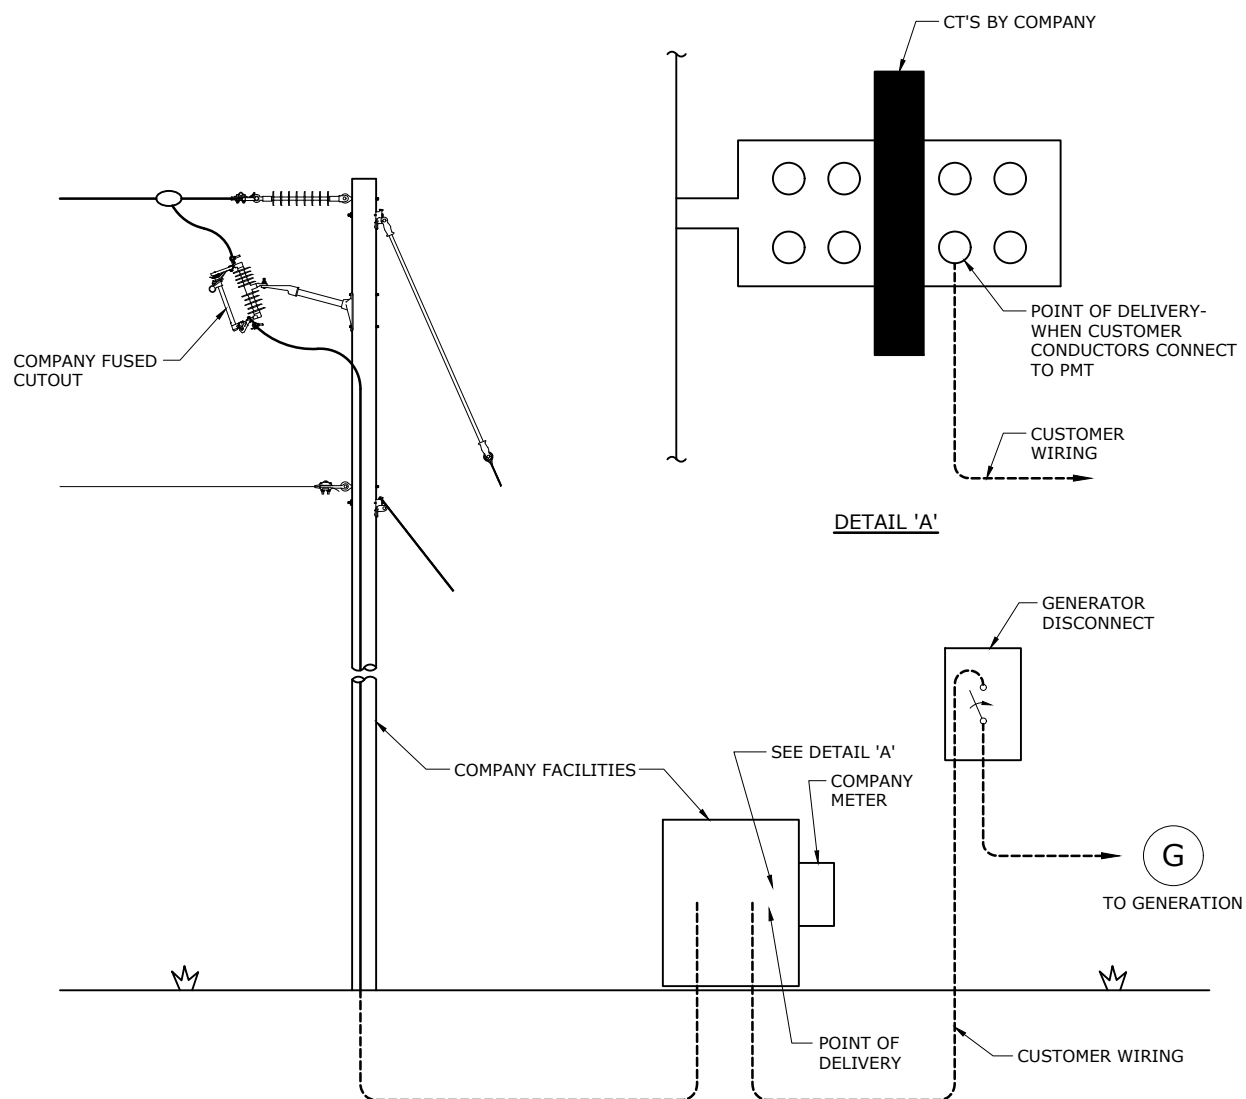 CT'S BY COMPANY
COMPANY FUSED
CUTOUT
POINT OF DELIVERY-
WHEN CUSTOMER
CONDUCTORS CONNECT
TO PMT
CUSTOMER
WIRING
DETAIL 'A'
GENERATOR
DISCONNECT
SEE DETAIL 'A'
COMPANY FACILITIES
COMPANY
METER
G
TO GENERATION
POINT OF
DELIVERY
CUSTOMER WIRING